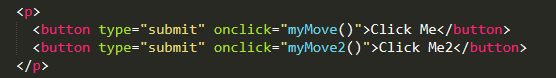 <p>
<button type="submit" onclick="myMove()">Click Me</button>
<button type="submit" onclick="myMove2()">Click Me2</button>
</p>